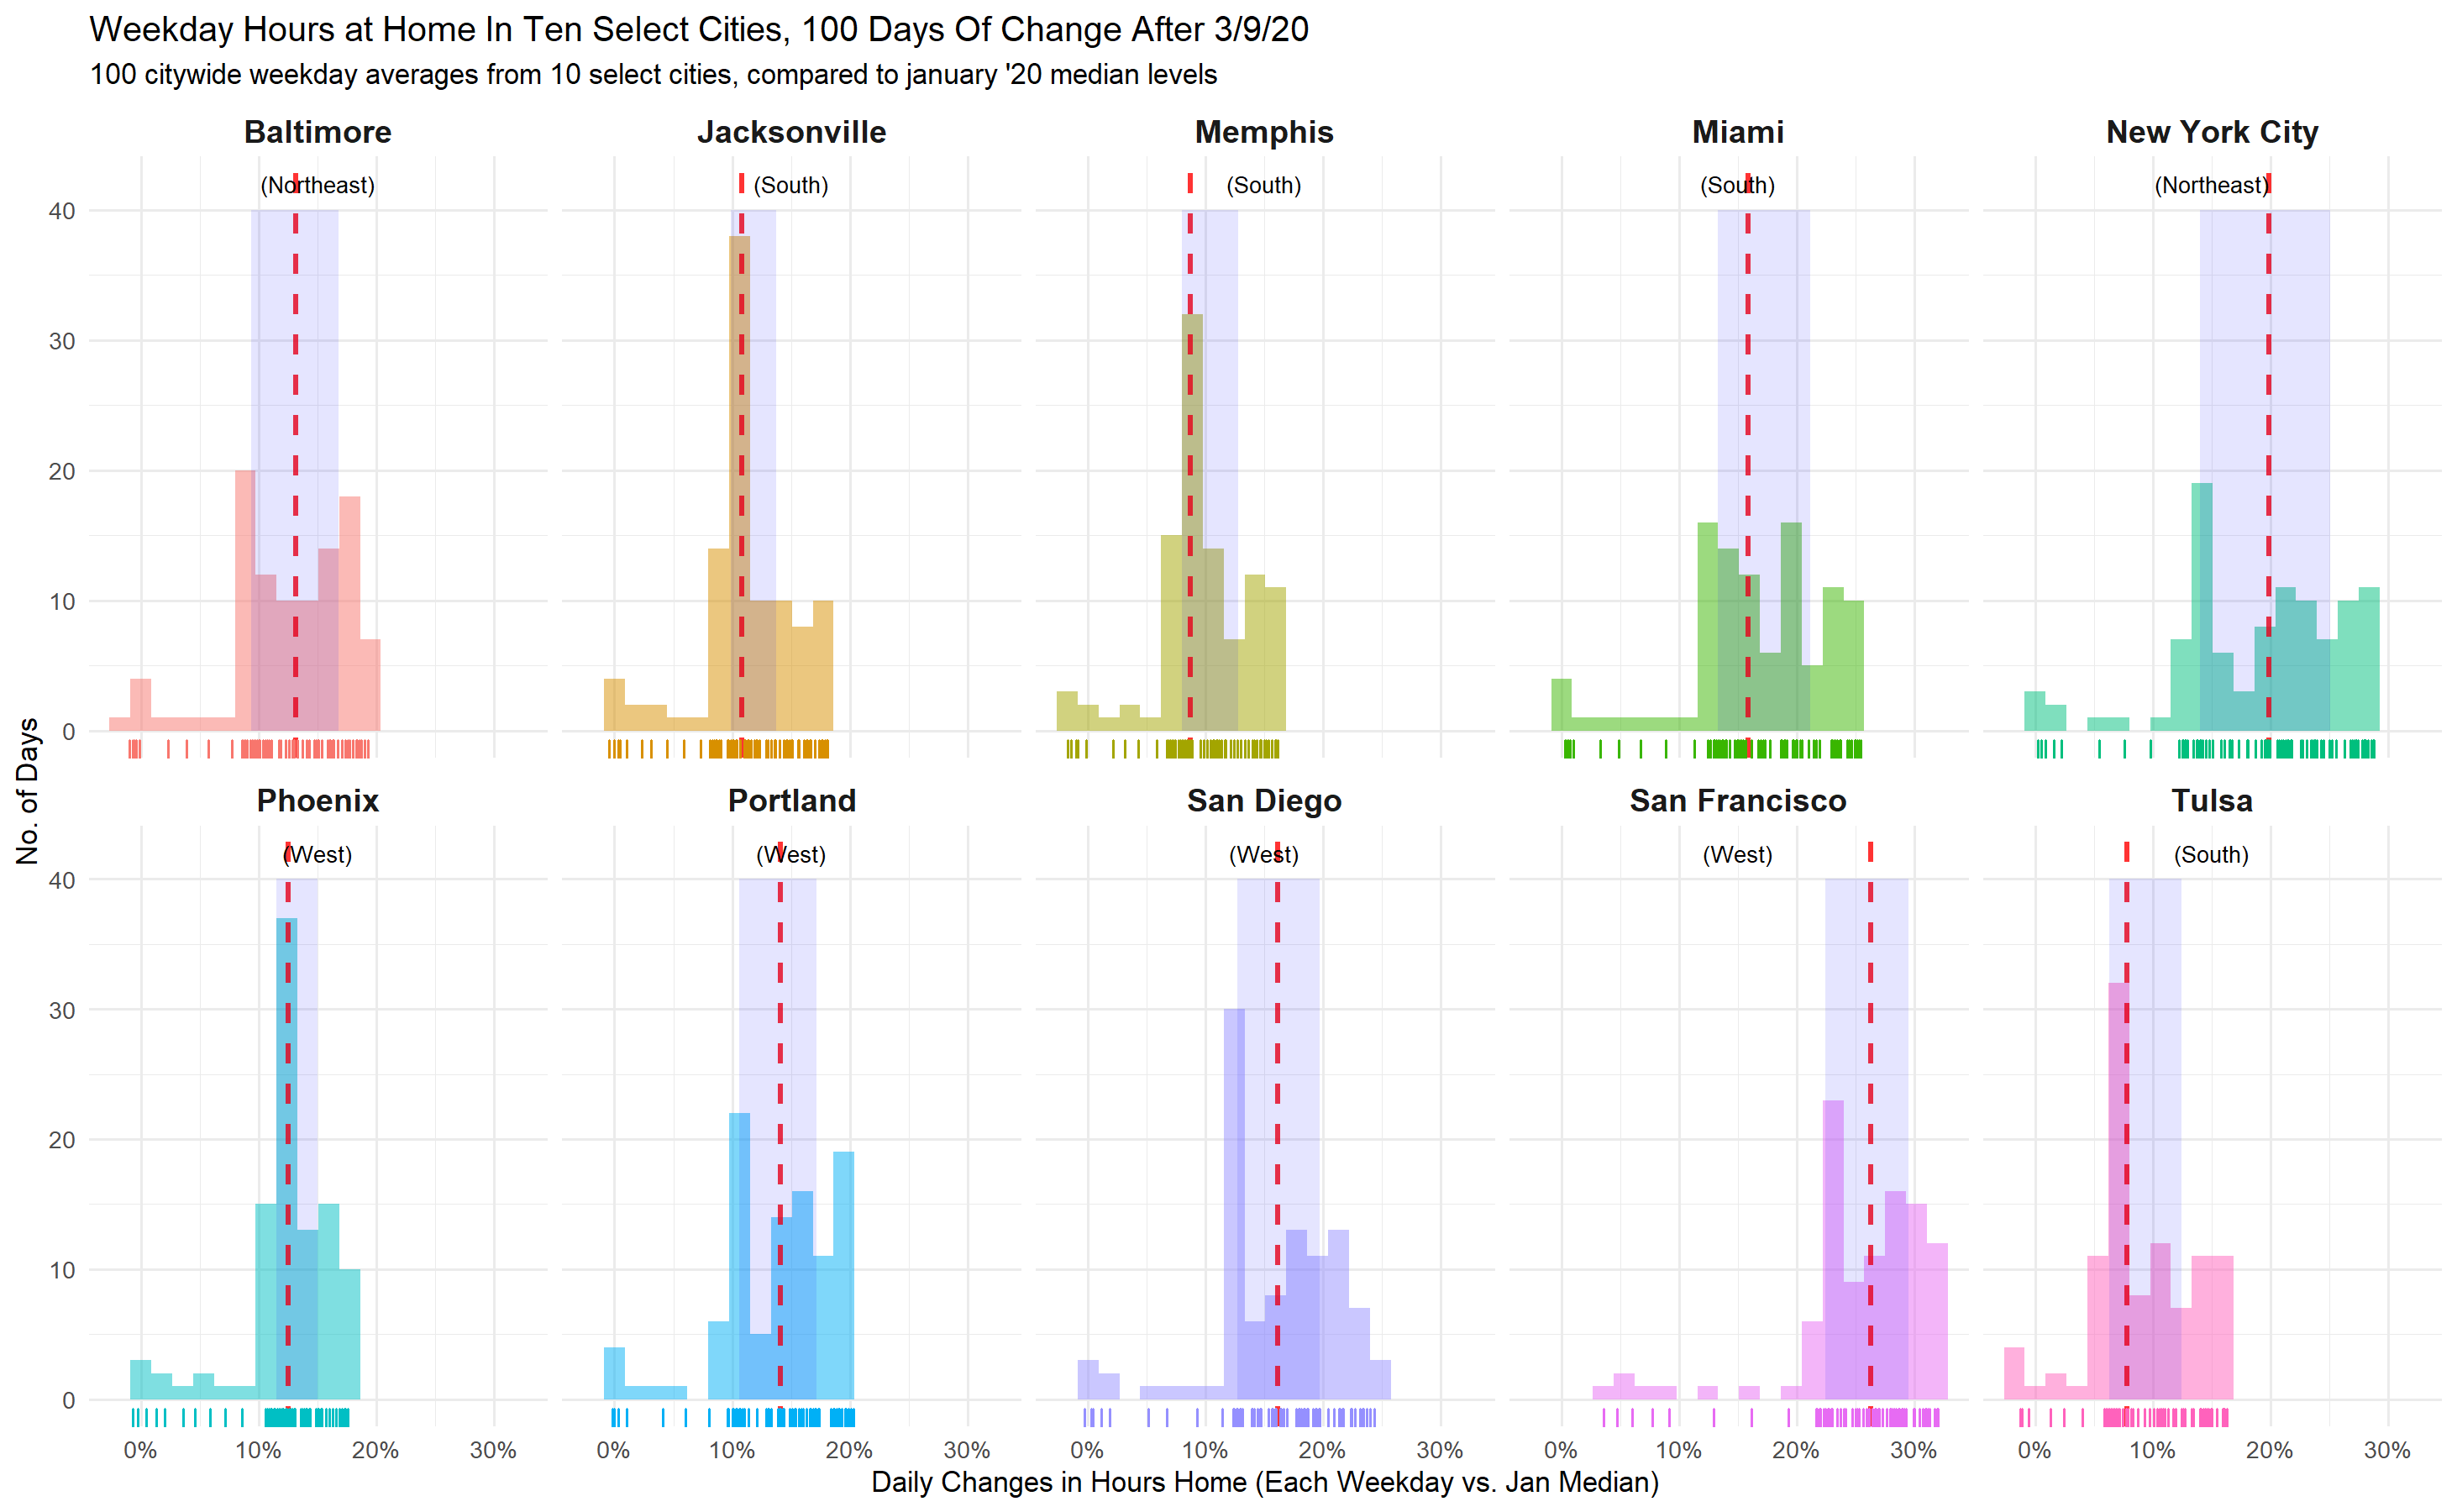 Weekday Hours at Home In Ten Select Cities, 100 Days Of Change After 3/9/20
100 citywide weekday averages from 10 select cities, compared to january '20 median levels
Baltimore
Jacksonville
Memphis
Miami
New York City
(Northeast)
(South)
(South)
(South)
(Northeast)
40
30
20
10
0
No. of Days
Phoenix
Portland
San Diego
San Francisco
Tulsa
(West)
(West)
(West)
(West)
(South)
40
30
20
10
0
0% 10% 20% 30%
0% 10% 20% 30%
0% 10% 20% 30%
0% 10% 20% 30%
0% 10% 20% 30%
Daily Changes in Hours Home (Each Weekday vs. Jan Median)